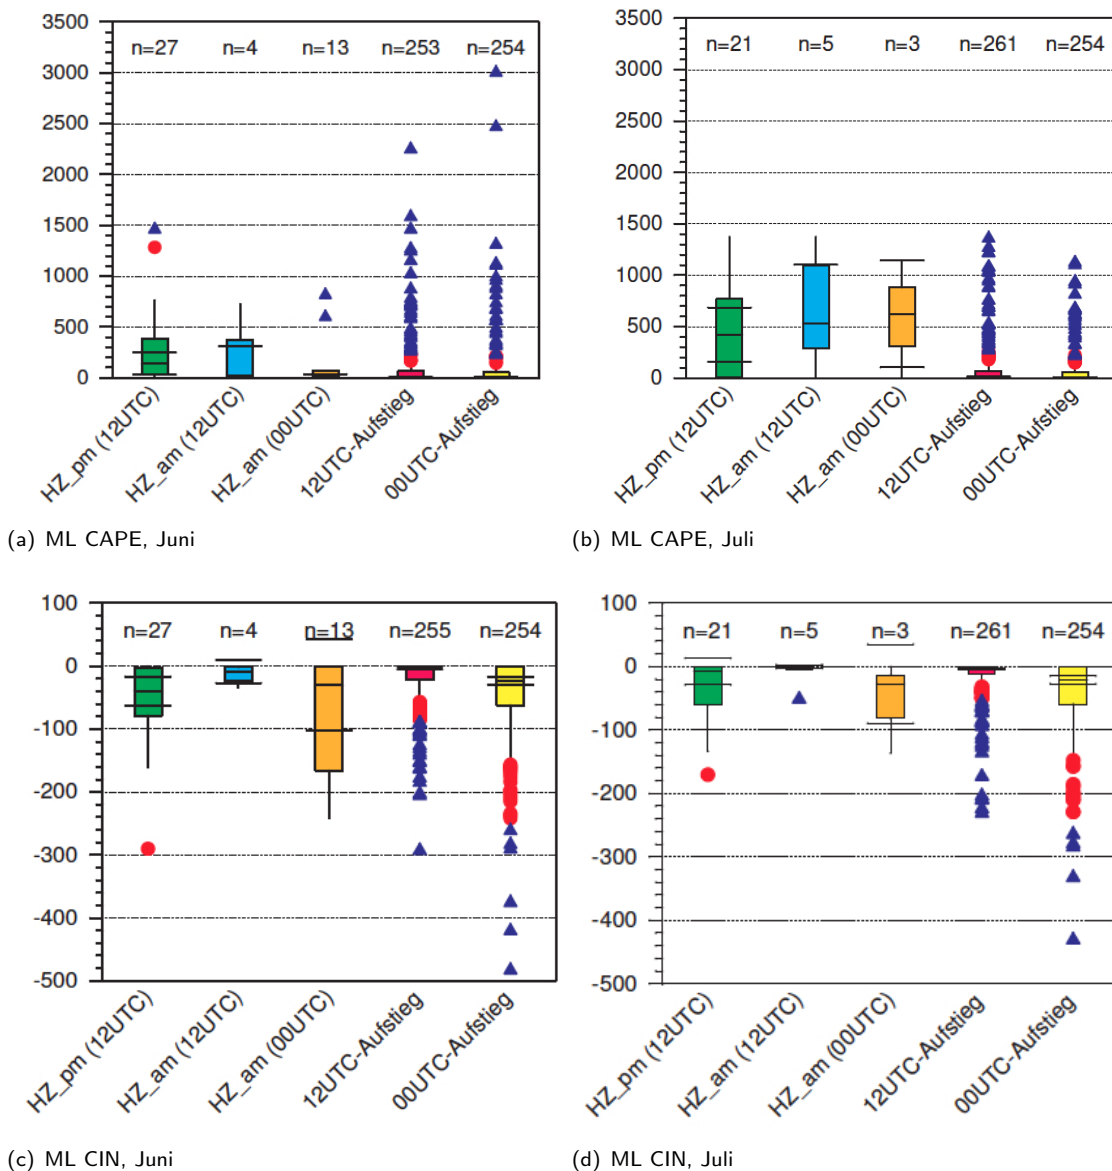 3500
3000
2500
2000
1500
1000
500
0
n=27 n=4 n=13 n=253 n=254
HZ_pm (12UTC)
HZ_am (12UTC)
HZ_am (00UTC)
12UTC-Aufstieg
00UTC-Aufstieg
(a) ML CAPE, Juni
3500
3000
2500
2000
1500
1000
500
0
n=21 n=5 n=3 n=261 n=254
HZ_pm (12UTC)
HZ_am (12UTC)
HZ_am (00UTC)
12UTC-Aufstieg
00UTC-Aufstieg
(b) ML CAPE, Juli
100
0
-100
-200
-300
-400
-500
n=27 n=4 n=13 n=255 n=254
HZ_pm (12UTC)
HZ_am (12UTC)
HZ_am (00UTC)
12UTC-Aufstieg
00UTC-Aufstieg
(c) ML CIN, Juni
100
0
-100
-200
-300
-400
-500
n=21 n=5 n=3 n=261 n=254
HZ_pm (12UTC)
HZ_am (12UTC)
HZ_am (00UTC)
12UTC-Aufstieg
00UTC-Aufstieg
(d) ML CIN, Juli